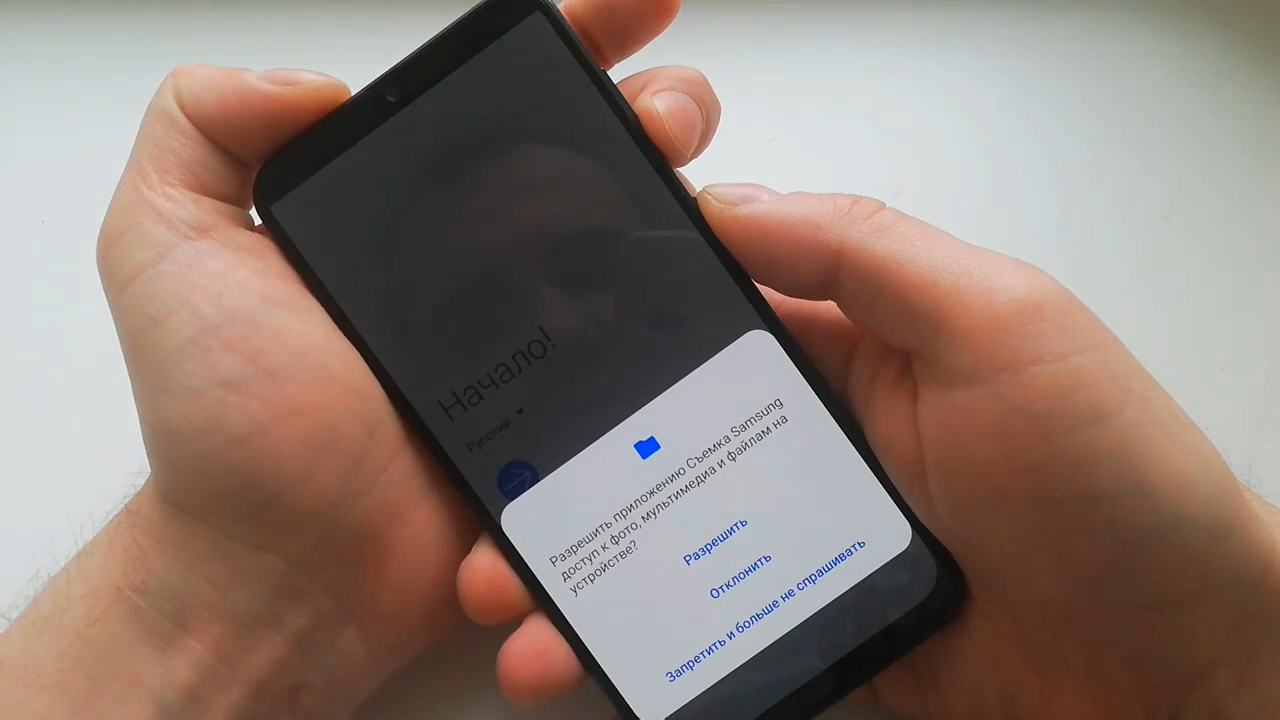 Начало!
Русский
Разрешить приложению Съемка Samsung
доступ к фото, мультимедиа и файлам на
устройстве?
Разрешить
Отклонить
Запретить и больше не спрашивать